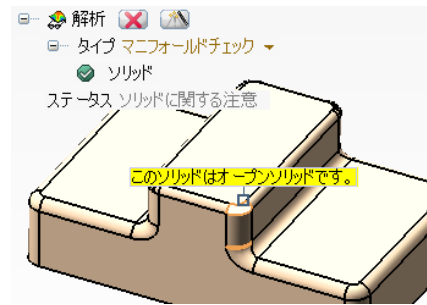 解析
タイプ マニフォールドチェック
ソリッド
ステータス ソリッドに関する注意
このソリッドはオープンソリッドです。